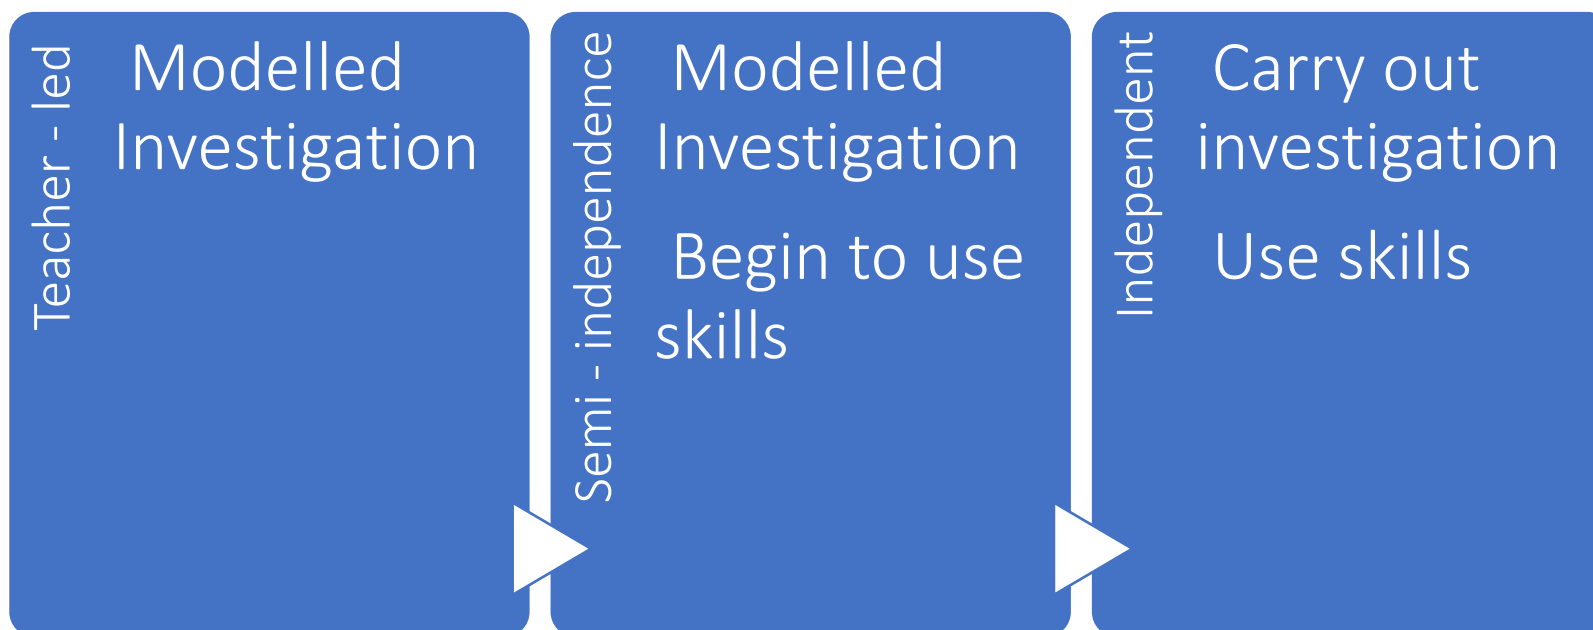 Teacher - led
Modelled
Investigation
Semi - independence
Modelled
Investigation
Begin to use
skills
Independent
Carry out
investigation
Use skills